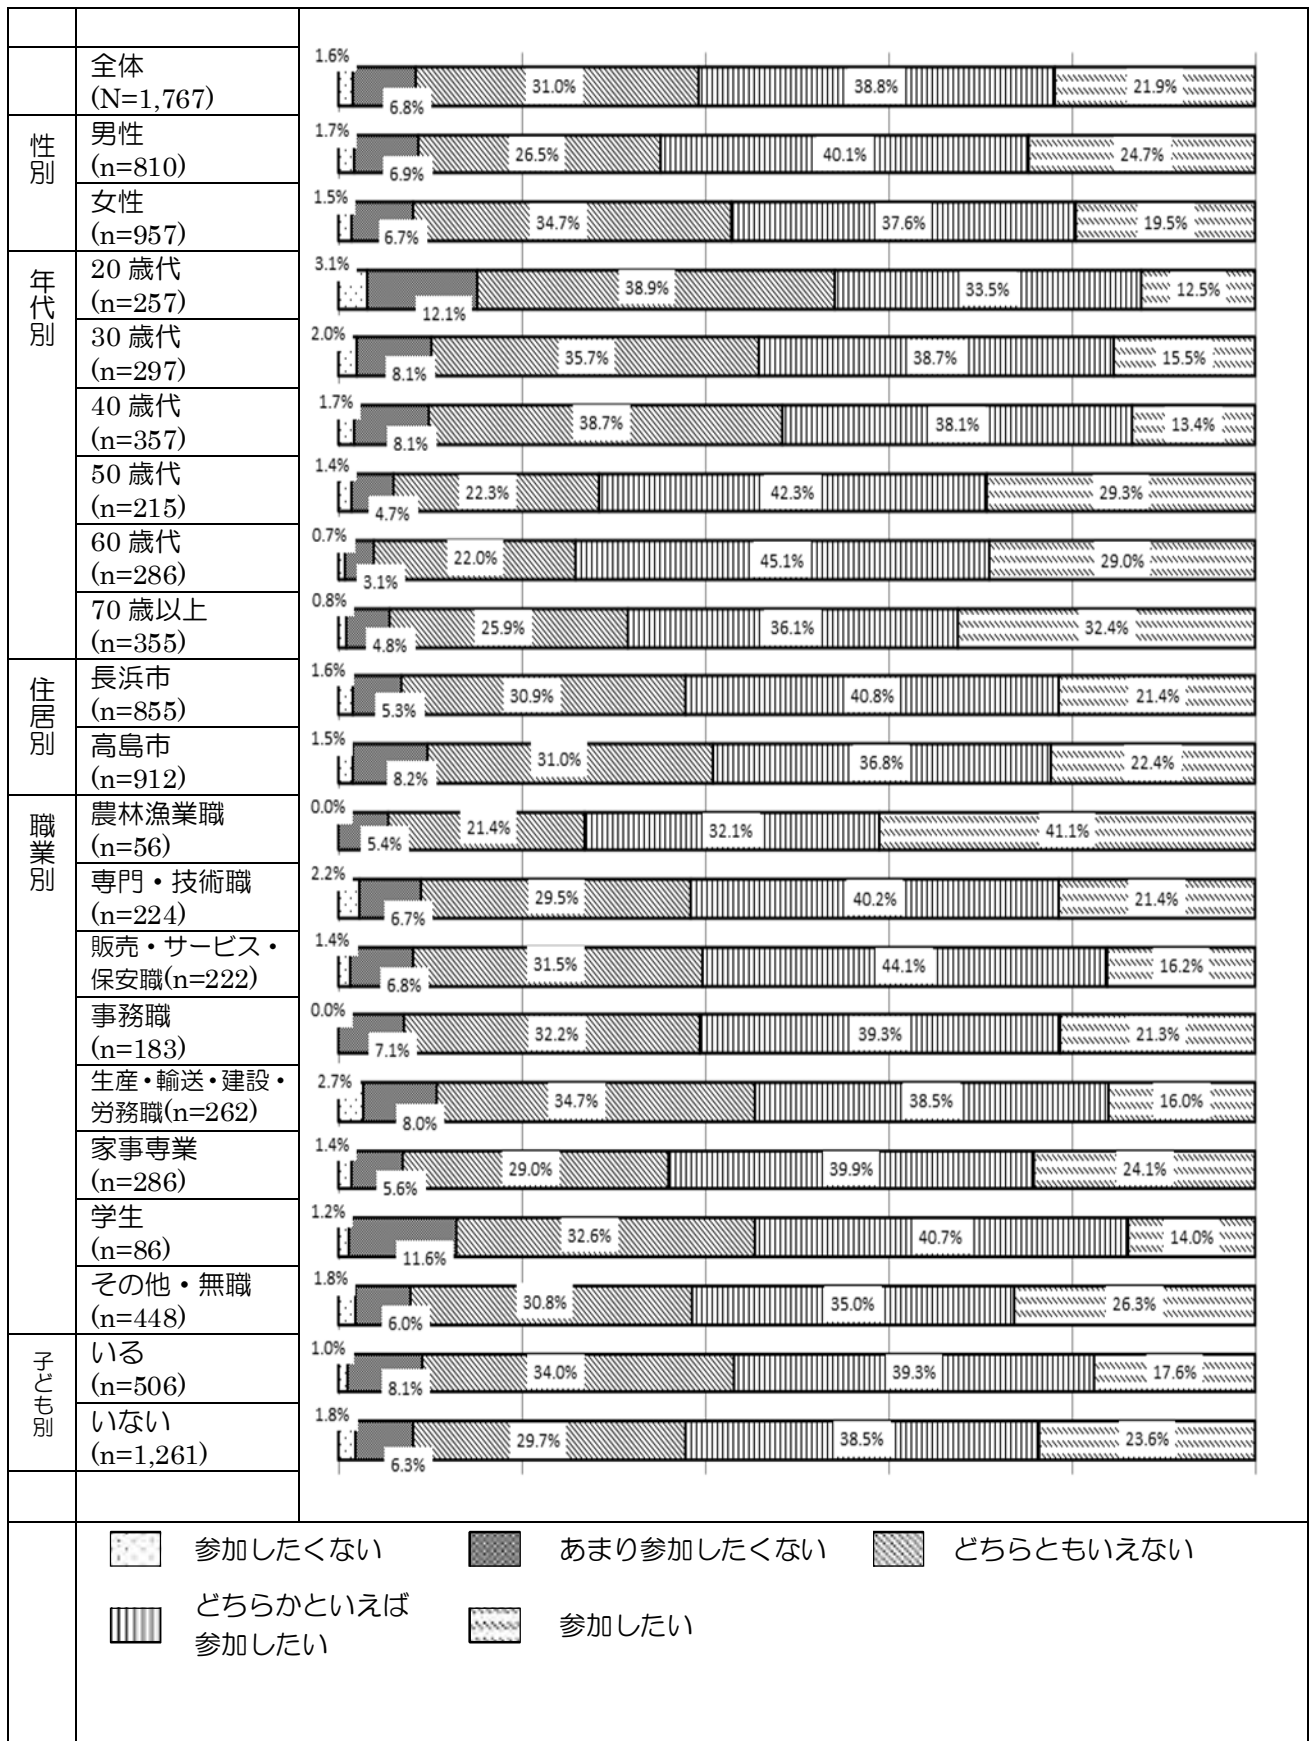 全体
(N=1,767)
1.6%
6.8%
31.0%
38.8%
21.9%
性別
男性
(n=810)
1.7%
6.9%
26.5%
40.1%
24.7%
女性
(n=957)
1.5%
6.7%
34.7%
37.6%
19.5%
年代別
20 歳代
(n=257)
3.1%
12.1%
38.9%
33.5%
12.5%
30 歳代
(n=297)
2.0%
8.1%
35.7%
38.7%
15.5%
40 歳代
(n=357)
1.7%
8.1%
38.7%
38.1%
13.4%
50 歳代
(n=215)
1.4%
4.7%
22.3%
42.3%
29.3%
60 歳代
(n=286)
0.7%
3.1%
22.0%
45.1%
29.0%
70 歳以上
(n=355)
0.8%
4.8%
25.9%
36.1%
32.4%
住居別
長浜市
(n=855)
1.6%
5.3%
30.9%
40.8%
21.4%
高島市
(n=912)
1.5%
8.2%
31.0%
36.8%
22.4%
職業別
農林漁業職
(n=56)
0.0%
5.4%
21.4%
32.1%
41.1%
専門・技術職
(n=224)
2.2%
6.7%
29.5%
40.2%
21.4%
販売・サービス・
保安職(n=222)
1.4%
6.8%
31.5%
44.1%
16.2%
事務職
(n=183)
0.0%
7.1%
32.2%
39.3%
21.3%
生産・輸送・建設・
労務職(n=262)
2.7%
8.0%
34.7%
38.5%
16.0%
家事専業
(n=286)
1.4%
5.6%
29.0%
39.9%
24.1%
学生
(n=86)
1.2%
11.6%
32.6%
40.7%
14.0%
その他・無職
(n=448)
1.8%
6.0%
30.8%
35.0%
26.3%
子ども別
いる
(n=506)
1.0%
8.1%
34.0%
39.3%
17.6%
いない
(n=1,261)
1.8%
6.3%
29.7%
38.5%
23.6%
参加したくない
あまり参加したくない
どちらともいえない
どちらかといえば
参加したい
参加したい